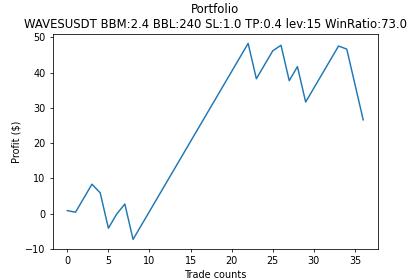 Portfolio
WAVESUSDT BBM:2.4 BBL:240 SL:1.0 TP:0.4 lev:15 WinRatio:73.0
50
40
30
20
10
0
-10
Profit ($)
0 5 10 15 20 25 30 35
Trade counts